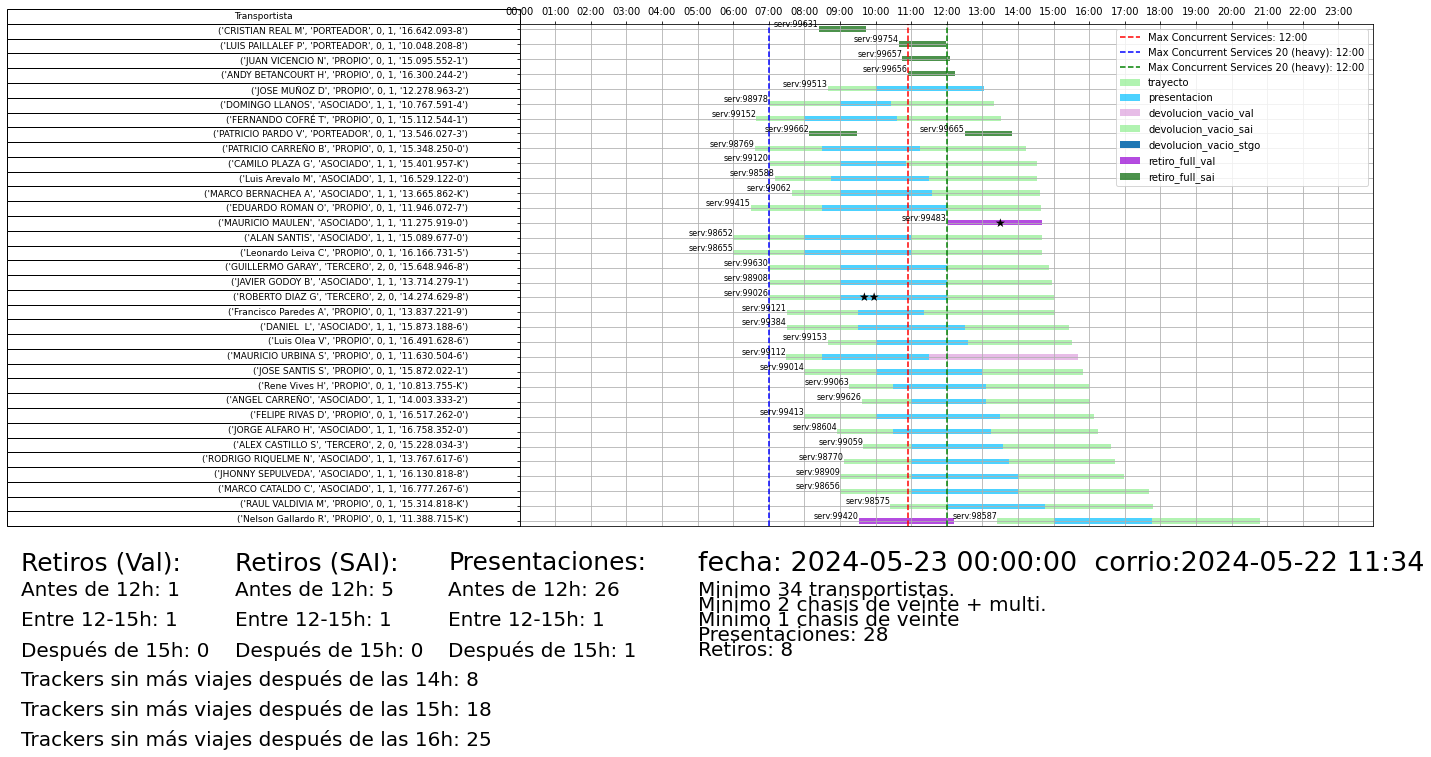 Transportista
00:00 01:00 02:00 03:00 04:00 05:00 06:00 07:00 08:00 09:00 10:00 11:00 12:00 13:00 14:00 15:00 16:00 17:00 18:00 19:00 20:00 21:00 22:00 23:00
('CRISTIAN REAL M', 'PORTEADOR', 0, 1, '16.642.093-8') serv:99631
('LUIS PAILLALEF P', 'PORTEADOR', 0, 1, '10.048.208-8') serv:99754
('JUAN VICENCIO N', 'PROPIO', 0, 1, '15.095.552-1') serv:99657
('ANDY BETANCOURT H', 'PROPIO', 0, 1, '16.300.244-2') serv:99656
('JOSE MUÑOZ D', 'PROPIO', 0, 1, '12.278.963-2') serv:99513
('DOMINGO LLANOS', 'ASOCIADO', 1, 1, '10.767.591-4') serv:98978
('FERNANDO COFRÉ T', 'PROPIO', 0, 1, '15.112.544-1') serv:99152
('PATRICIO PARDO V', 'PORTEADOR', 0, 1, '13.546.027-3') serv:99662 serv:99665
('PATRICIO CARREÑO B', 'PROPIO', 0, 1, '15.348.250-0') serv:98769
('CAMILO PLAZA G', 'ASOCIADO', 1, 1, '15.401.957-K') serv:99120
('Luis Arevalo M', 'ASOCIADO', 1, 1, '16.529.122-0') serv:98588
('MARCO BERNACHEA A', 'ASOCIADO', 1, 1, '13.665.862-K') serv:99062
('EDUARDO ROMAN O', 'PROPIO', 0, 1, '11.946.072-7') serv:99415
('MAURICIO MAULEN', 'ASOCIADO', 1, 1, '11.275.919-0') serv:99483
('ALAN SANTIS', 'ASOCIADO', 1, 1, '15.089.677-0') serv:98652
('Leonardo Leiva C', 'PROPIO', 0, 1, '16.166.731-5') serv:98655
('GUILLERMO GARAY', 'TERCERO', 2, 0, '15.648.946-8') serv:99630
('JAVIER GODOY B', 'ASOCIADO', 1, 1, '13.714.279-1') serv:98908
('ROBERTO DIAZ G', 'TERCERO', 2, 0, '14.274.629-8') serv:99026
('Francisco Paredes A', 'PROPIO', 0, 1, '13.837.221-9') serv:99121
('DANIEL  L', 'ASOCIADO', 1, 1, '15.873.188-6') serv:99384
('Luis Olea V', 'PROPIO', 0, 1, '16.491.628-6') serv:99153
('MAURICIO URBINA S', 'PROPIO', 0, 1, '11.630.504-6') serv:99112
('JOSE SANTIS S', 'PROPIO', 0, 1, '15.872.022-1') serv:99014
('Rene Vives H', 'PROPIO', 0, 1, '10.813.755-K') serv:99063
('ANGEL CARREÑO', 'ASOCIADO', 1, 1, '14.003.333-2') serv:99626
('FELIPE RIVAS D', 'PROPIO', 0, 1, '16.517.262-0') serv:99413
('JORGE ALFARO H', 'ASOCIADO', 1, 1, '16.758.352-0') serv:98604
('ALEX CASTILLO S', 'TERCERO', 2, 0, '15.228.034-3') serv:99059
('RODRIGO RIQUELME N', 'ASOCIADO', 1, 1, '13.767.617-6') serv:98770
('JHONNY SEPULVEDA', 'ASOCIADO', 1, 1, '16.130.818-8') serv:98909
('MARCO CATALDO C', 'ASOCIADO', 1, 1, '16.777.267-6') serv:98656
('RAUL VALDIVIA M', 'PROPIO', 0, 1, '15.314.818-K') serv:98575
('Nelson Gallardo R', 'PROPIO', 0, 1, '11.388.715-K') serv:99420 serv:98587
Max Concurrent Services: 12:00
Max Concurrent Services 20 (heavy): 12:00
Max Concurrent Services 20 (heavy): 12:00
trayecto
presentacion
devolucion_vacio_val
devolucion_vacio_sai
devolucion_vacio_stgo
retiro_full_val
retiro_full_sai
Retiros (Val):
Antes de 12h: 1
Entre 12-15h: 1
Después de 15h: 0
Retiros (SAI):
Antes de 12h: 5
Entre 12-15h: 1
Después de 15h: 0
Presentaciones:
Antes de 12h: 26
Entre 12-15h: 1
Después de 15h: 1
Trackers sin más viajes después de las 14h: 8
Trackers sin más viajes después de las 15h: 18
Trackers sin más viajes después de las 16h: 25
fecha: 2024-05-23 00:00:00  corrio:2024-05-22 11:34
Minimo 34 transportistas.
Minimo 2 chasis de veinte + multi.
Minimo 1 chasis de veinte
Presentaciones: 28
Retiros: 8